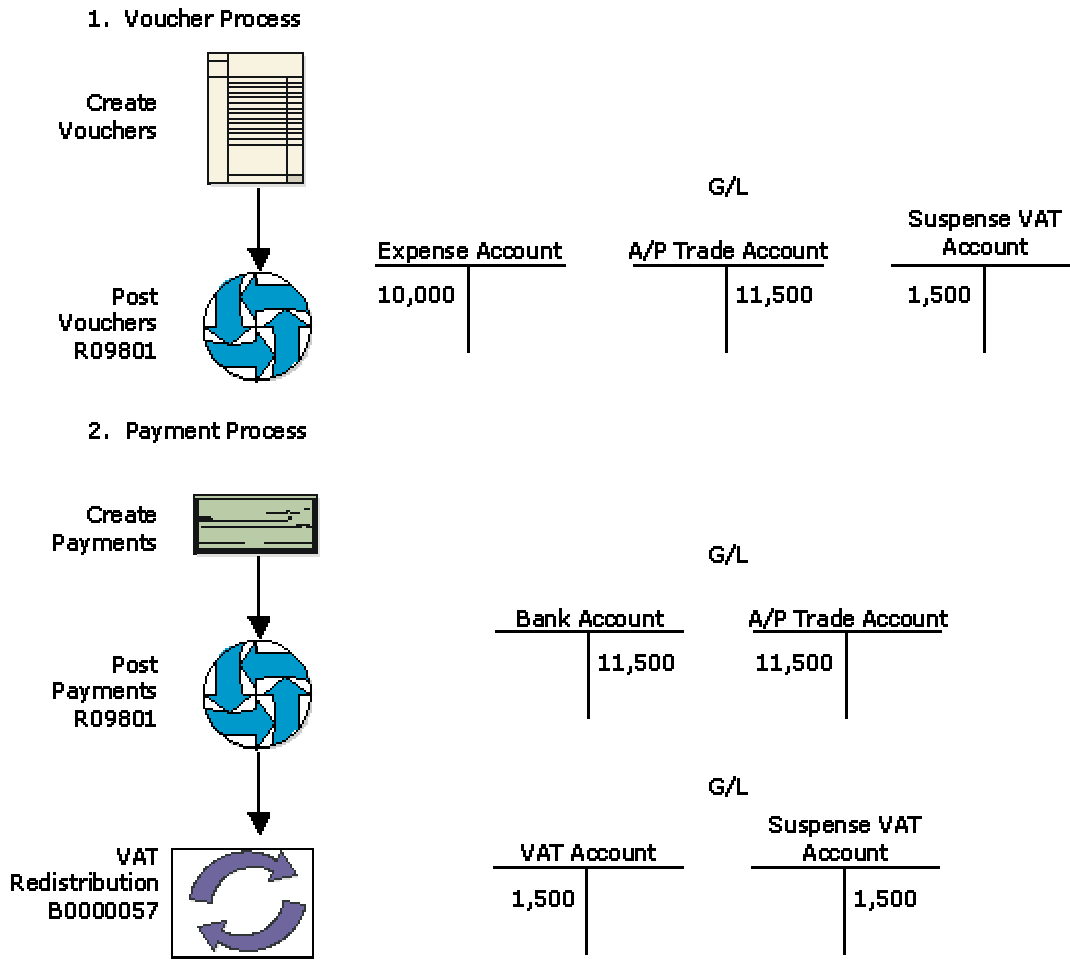 1. Voucher Process
Create
Vouchers
G/L
Expense Account
A/P Trade Account
Suspense VAT
Account
Post
Vouchers
R09801
10,000
11,500
1,500
2. Payment Process
Create
Payments
G/L
Bank Account
A/P Trade Account
Post
Payments
R09801
11,500
11,500
G/L
VAT Account
Suspense VAT
Account
VAT
Redistribution
B0000057
1,500
1,500